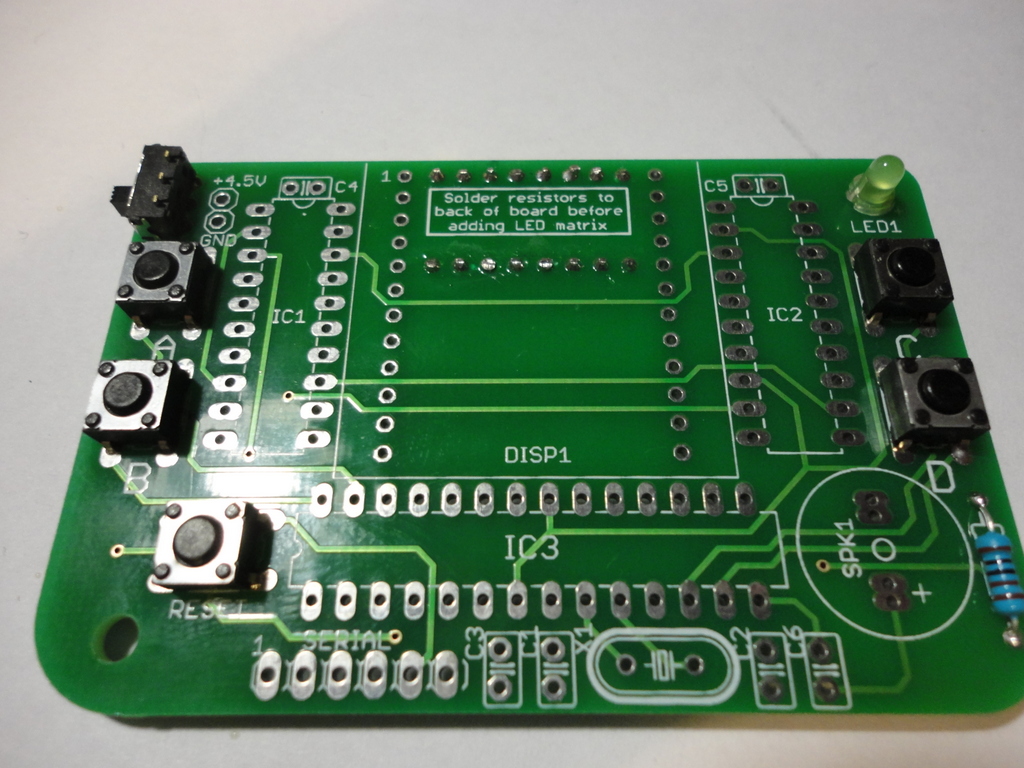 +4.5V
GND
C4
1
Solder resistors to
back of board before
adding LED matrix
C5
LED1
IC1
IC2
A
C
B
DISP1
D
IC3
SPK1
+
RESET
1
SERIAL
C3
X1
C2
C6